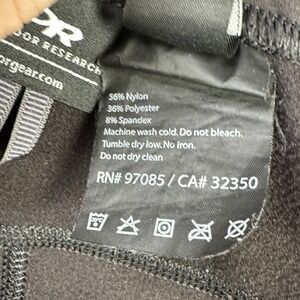 OR
OOR RESEARCH
orgear.com
56% Nylon
36% Polyester
8% Spandex
Machine wash cold. Do not bleach.
Tumble dry low. No iron.
Do not dry clean
RN# 97085 / CA# 32350